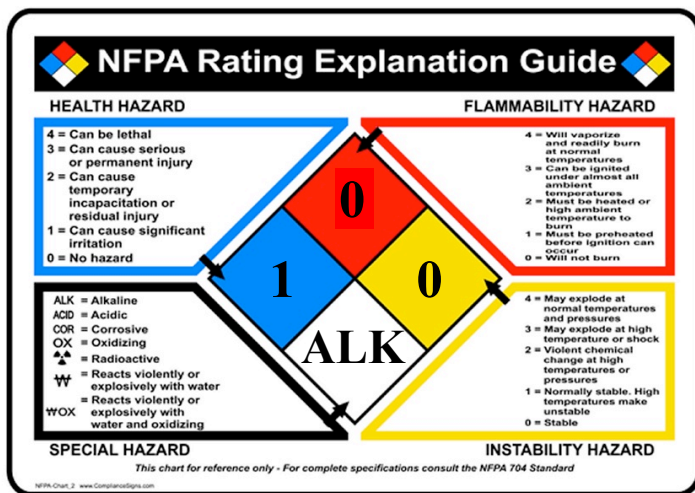 NFPA Rating Explanation Guide
HEALTH HAZARD
4 = Can be lethal
3 = Can cause serious
or permanent injury
2 = Can cause
temporary
incapacitation or
residual injury
1 = Can cause significant
irritation
0 = No hazard
FLAMMABILITY HAZARD
4 = Will vaporize
and readily burn
at normal
temperatures
3 = Can be ignited
under almost all
ambient
temperatures
2 = Must be heated or
high ambient
temperature to
burn
1 = Must be preheated
before ignition can
occur
0 = Will not burn
0
1
0
ALK
ALK = Alkaline
ACID = Acidic
COR = Corrosive
OX = Oxidizing
= Radioactive
W = Reacts violently or
explosively with water
WOX = Reacts violently or
explosively with
water and oxidizing
SPECIAL HAZARD
4 = May explode at
normal temperatures
and pressures
3 = May explode at high
temperature or shock
2 = Violent chemical
change at high
temperatures or
pressures
1 = Normally stable. High
temperatures make
unstable
0 = Stable
INSTABILITY HAZARD
This chart for reference only - For complete specifications consult the NFPA 704 Standard
NFPA-Chart_2 www.ComplianceSigns.com